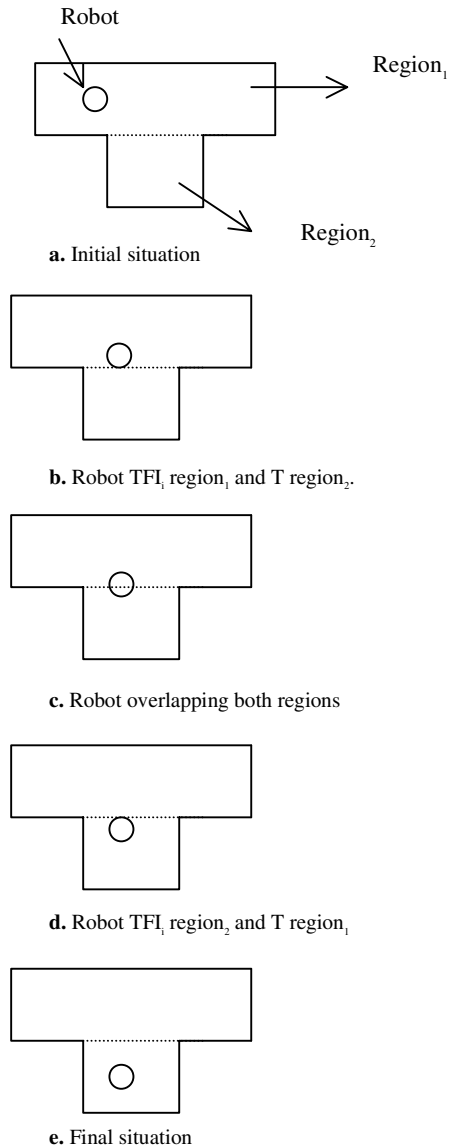 Robot
Region₁
Region₂
a. Initial situation
b. Robot TFIᵢ region₁ and T region₂.
c. Robot overlapping both regions
d. Robot TFIᵢ region₂ and T region₁
e. Final situation